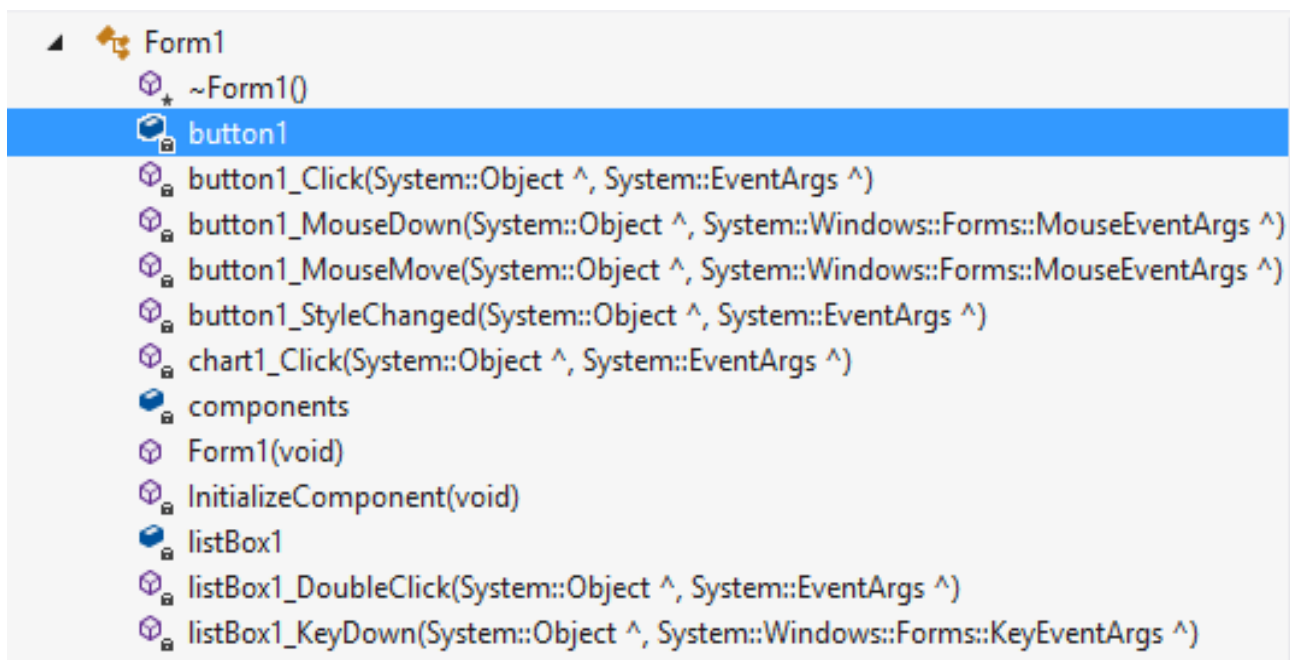 Form1
~Form1()
button1
button1_Click(System::Object ^, System::EventArgs ^)
button1_MouseDown(System::Object ^, System::Windows::Forms::MouseEventArgs ^)
button1_MouseMove(System::Object ^, System::Windows::Forms::MouseEventArgs ^)
button1_StyleChanged(System::Object ^, System::EventArgs ^)
chart1_Click(System::Object ^, System::EventArgs ^)
components
Form1(void)
InitializeComponent(void)
listBox1
listBox1_DoubleClick(System::Object ^, System::EventArgs ^)
listBox1_KeyDown(System::Object ^, System::Windows::Forms::KeyEventArgs ^)